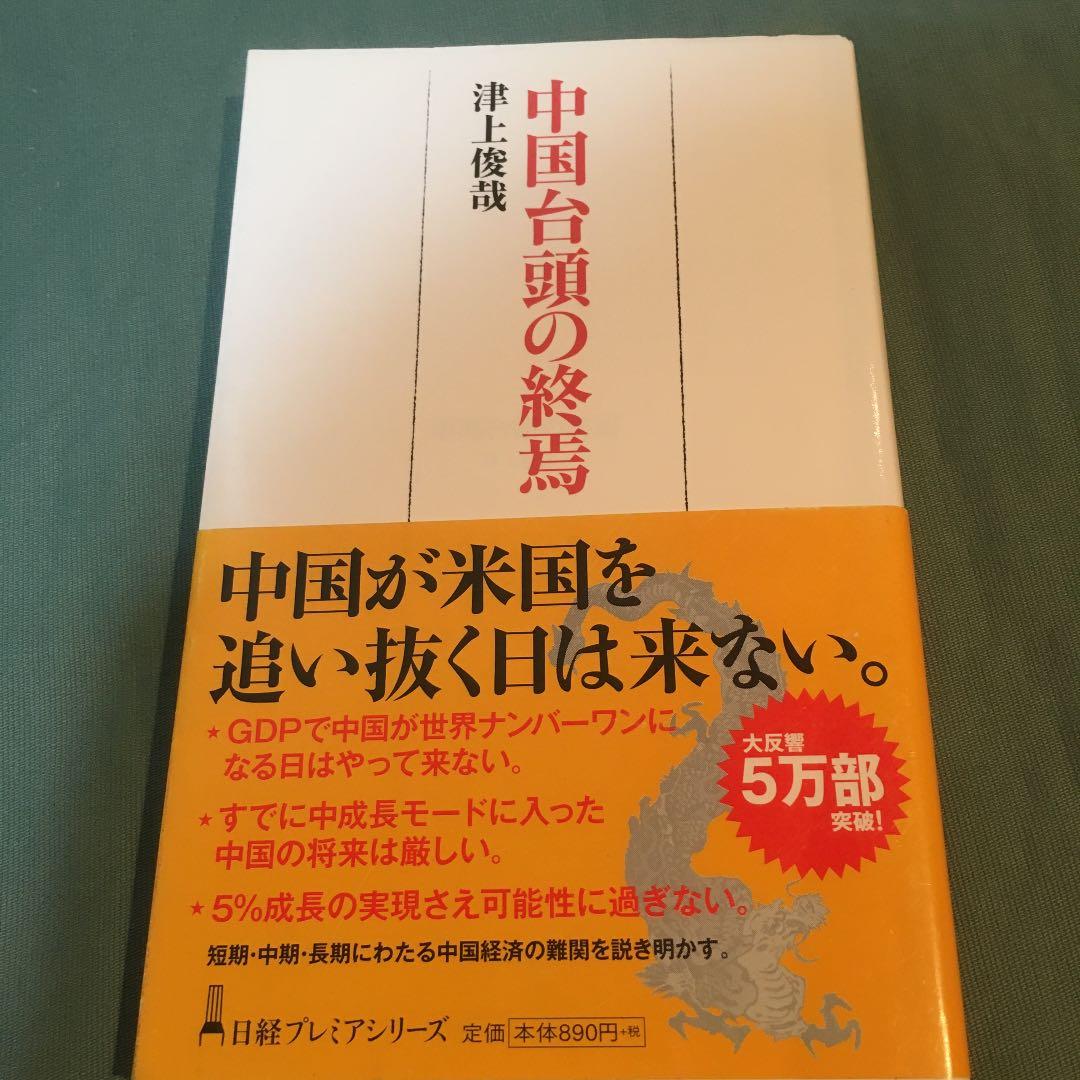 中国台頭の終焉
津上俊哉
中国が米国を
追い抜く日は来ない。
★GDPで中国が世界ナンバーワンに
なる日はやって来ない。
★すでに中成長モードに入った
中国の将来は厳しい。
★5%成長の実現さえ可能性に過ぎない。
短期・中期・長期にわたる中国経済の難関を説き明かす。
大反響
5万部
突破!
日経プレミアシリーズ 定価 本体890円+税